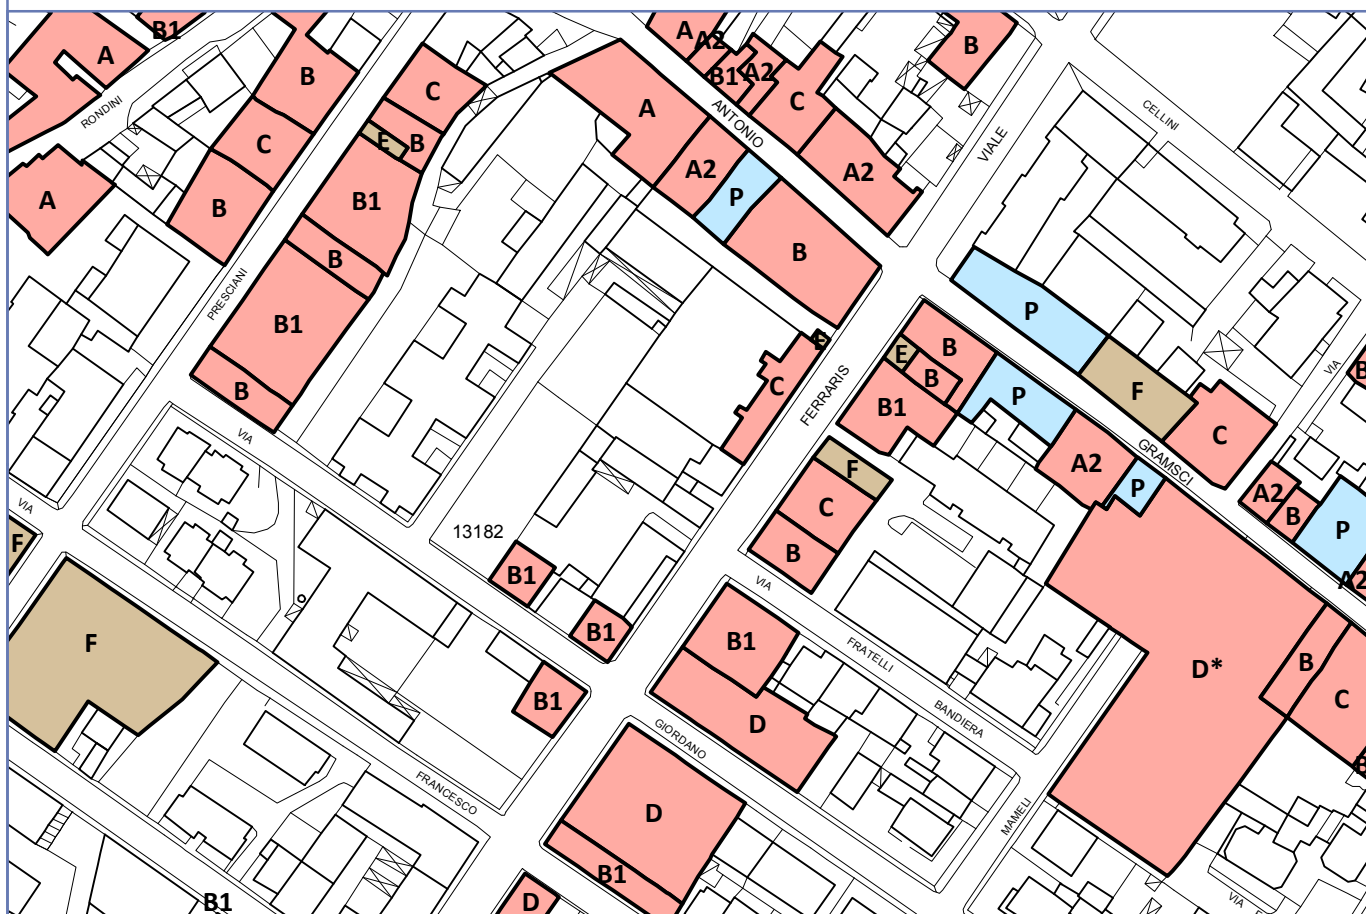 B1
A
A
A2
B
B
C
B1
A2
RONDINI
ANTONIO
C
A
VIALE
CELLINI
C
E
B
A2
A2
B1
P
A
B
B
B
PRESCIANI
B1
P
E
B
E
VIA
B
B
B
P
F
C
C
FERRARIS
B1
VIA
A2
GRAMSCI
F
P
A2
B
C
P
VIA
13182
F
B
B1
A2
VIA
B1
F
B1
FRATELLI
D*
B
C
B1
BANDIERA
D
GIORDANO
B
FRANCESCO
D
MAMELI
B1
B1
D
VIA